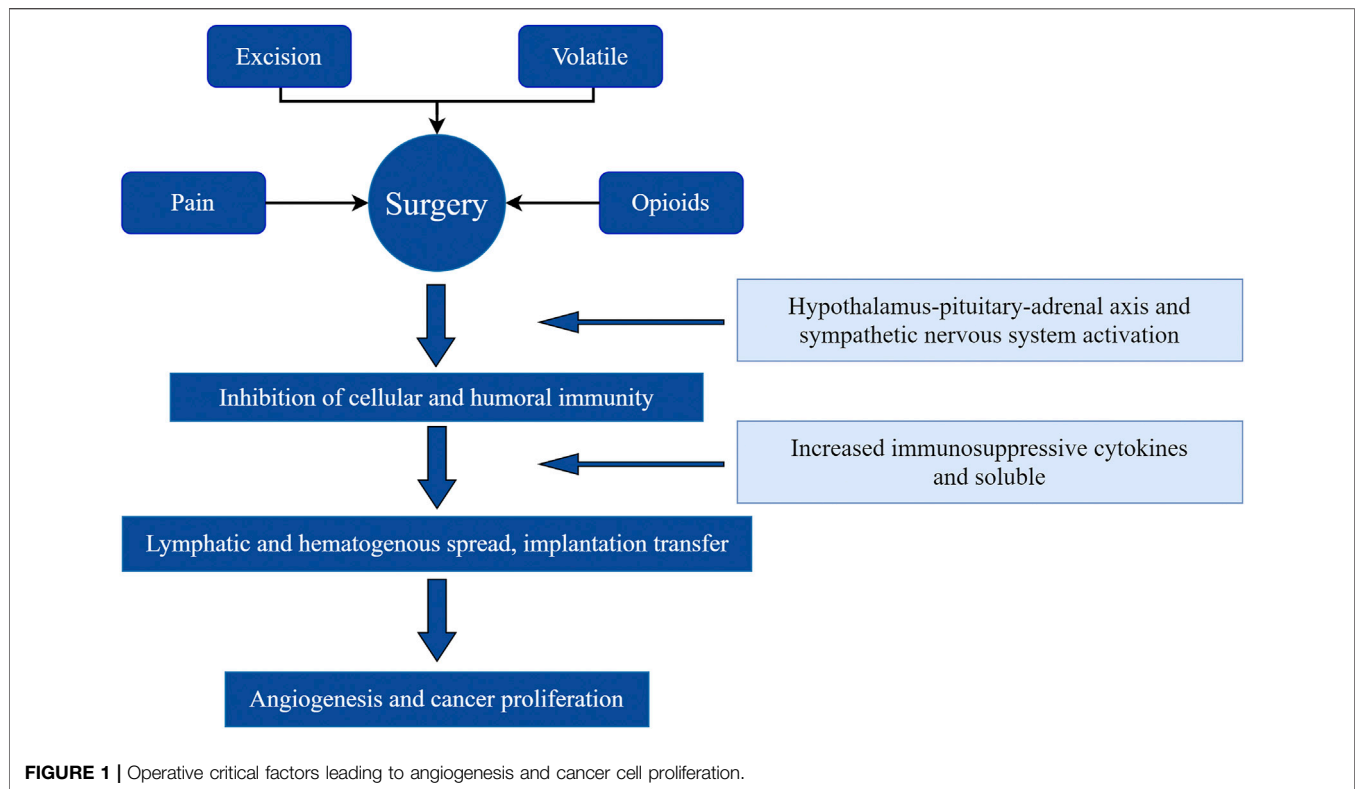 Excision
Volatile
Pain
Surgery
Opioids
Hypothalamus-pituitary-adrenal axis and
sympathetic nervous system activation
Inhibition of cellular and humoral immunity
Increased immunosuppressive cytokines
and soluble
Lymphatic and hematogenous spread, implantation transfer
Angiogenesis and cancer proliferation
FIGURE 1 | Operative critical factors leading to angiogenesis and cancer cell proliferation.